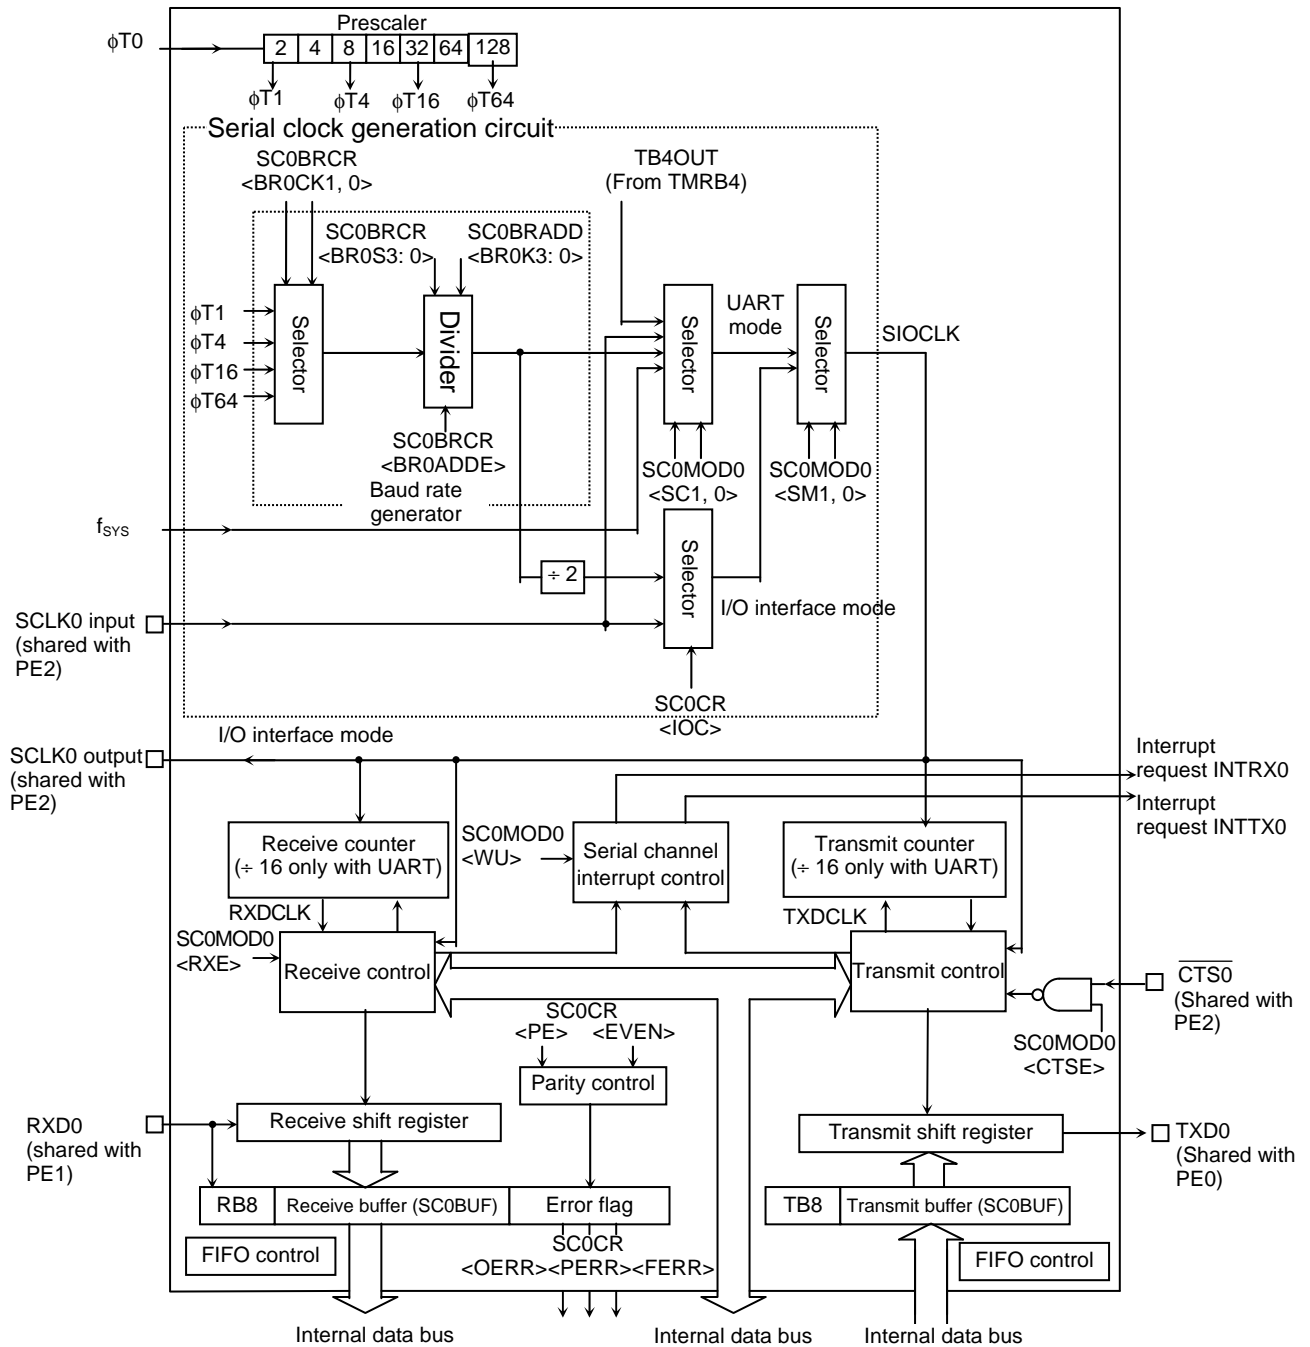 Prescaler
ϕT0
2 4 8 16 32 64 128
ϕT1 ϕT4 ϕT16 ϕT64
Serial clock generation circuit
SC0BRCR
<BR0CK1, 0>
TB4OUT
(From TMRB4)
SC0BRCR
<BR0S3: 0>
SC0BRADD
<BR0K3: 0>
ϕT1
ϕT4
ϕT16
ϕT64
Selector
Divider
Selector
UART
mode
Selector
SIOCLK
SC0BRCR
<BR0ADDE>
Baud rate
generator
SC0MOD0
<SC1, 0>
SC0MOD0
<SM1, 0>
fSYS
÷ 2
Selector
I/O interface mode
SCLK0 input
(shared with
PE2)
SC0CR
<IOC>
I/O interface mode
SCLK0 output
(shared with
PE2)
Interrupt
request INTRX0
Interrupt
request INTTX0
Receive counter
(÷ 16 only with UART)
SC0MOD0
<WU>
Serial channel
interrupt control
Transmit counter
(÷ 16 only with UART)
RXDCLK
TXDCLK
SC0MOD0
<RXE>
Receive control
Transmit control
CTS0
(Shared with
PE2)
SC0MOD0
<CTSE>
SC0CR
<PE>
<EVEN>
Parity control
RXD0
(shared with
PE1)
Receive shift register
Transmit shift register
TXD0
(Shared with
PE0)
RB8
Receive buffer (SC0BUF)
Error flag
TB8
Transmit buffer (SC0BUF)
FIFO control
SC0CR
<OERR><PERR><FERR>
FIFO control
Internal data bus
Internal data bus
Internal data bus